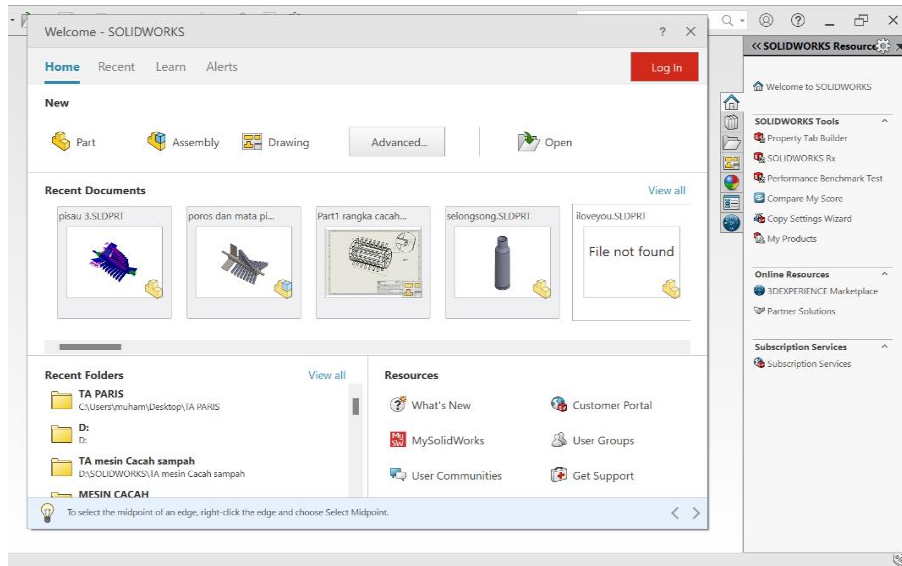 Welcome - SOLIDWORKS
?
Home Recent Learn Alerts
Log In
New
Part Assembly Drawing Advanced... Open
Recent Documents
View all
pisau 3.SLDPRT
poros dan mata pi...
Part1 rangka cacah...
selongsong.SLDPRT
iloveyou.SLDPRT
File not found
Recent Folders
View all
TA PARIS
C:\Users\muham\Desktop\TA PARIS
D:
D:
TA mesin Cacah sampah
D:\SOLIDWORKS\TA mesin Cacah sampah
MESIN CACAH
Resources
What's New
Customer Portal
MySolidWorks
User Groups
User Communities
Get Support
To select the midpoint of an edge, right-click the edge and choose Select Midpoint.
SOLIDWORKS Resource
Welcome to SOLIDWORKS
SOLIDWORKS Tools
Property Tab Builder
SOLIDWORKS Rx
Performance Benchmark Test
Compare My Score
Copy Settings Wizard
My Products
Online Resources
3DEXPERIENCE Marketplace
Partner Solutions
Subscription Services
Subscription Services